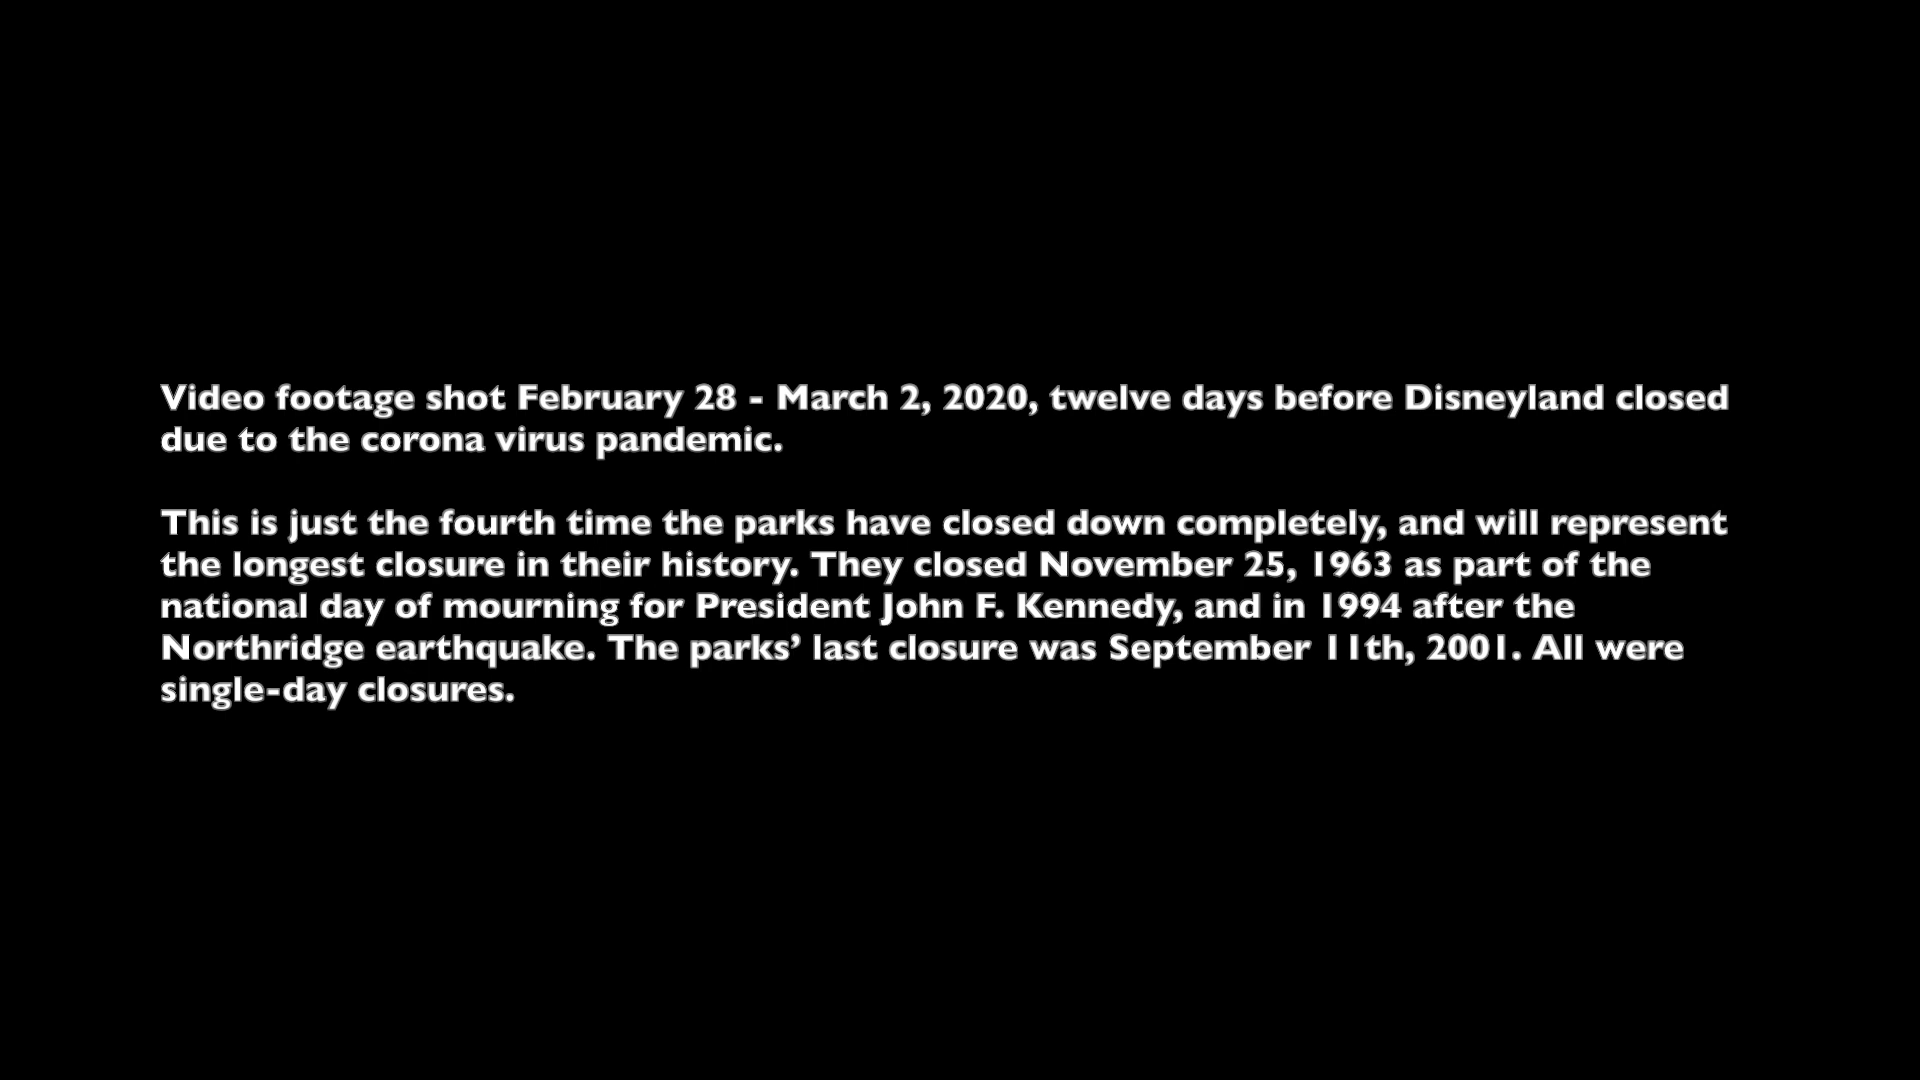 Video footage shot February 28 - March 2, 2020, twelve days before Disneyland closed
due to the corona virus pandemic.
This is just the fourth time the parks have closed down completely, and will represent
the longest closure in their history. They closed November 25, 1963 as part of the
national day of mourning for President John F. Kennedy, and in 1994 after the
Northridge earthquake. The parks’ last closure was September 11th, 2001. All were
single-day closures.